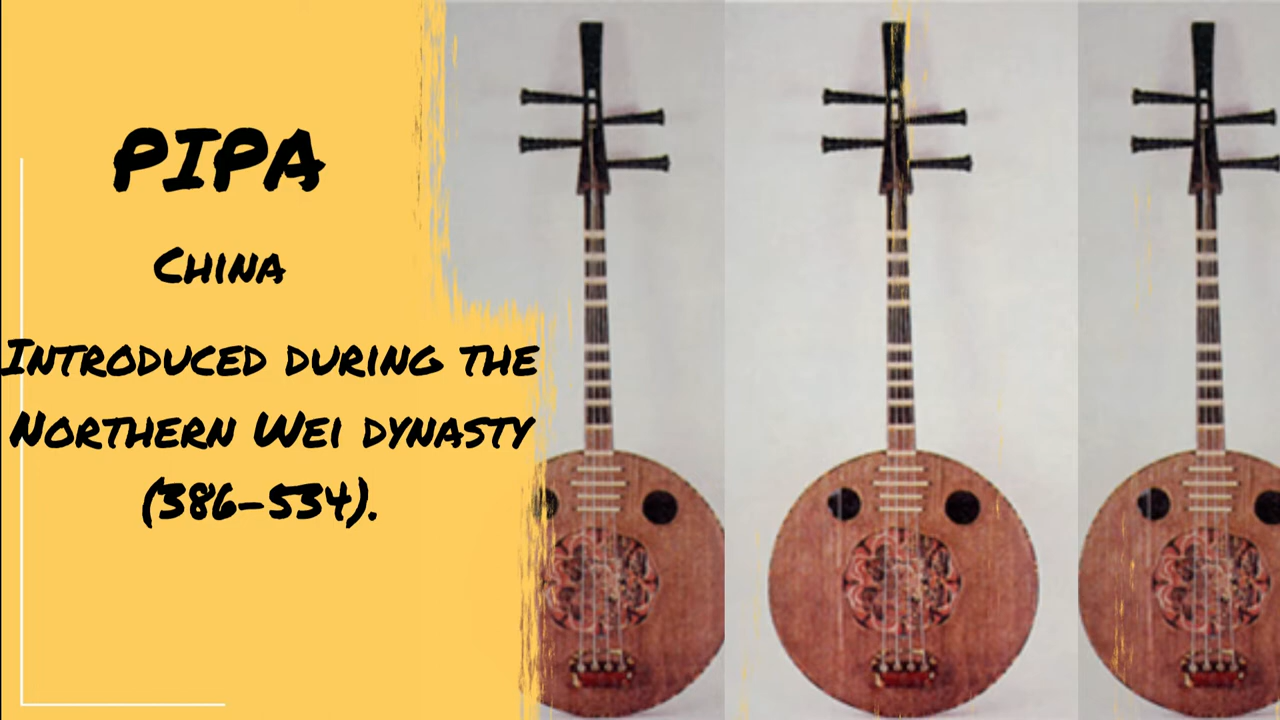 PIPA
CHINA
INTRODUCED DURING THE
NORTHERN WEI DYNASTY
(386-534).